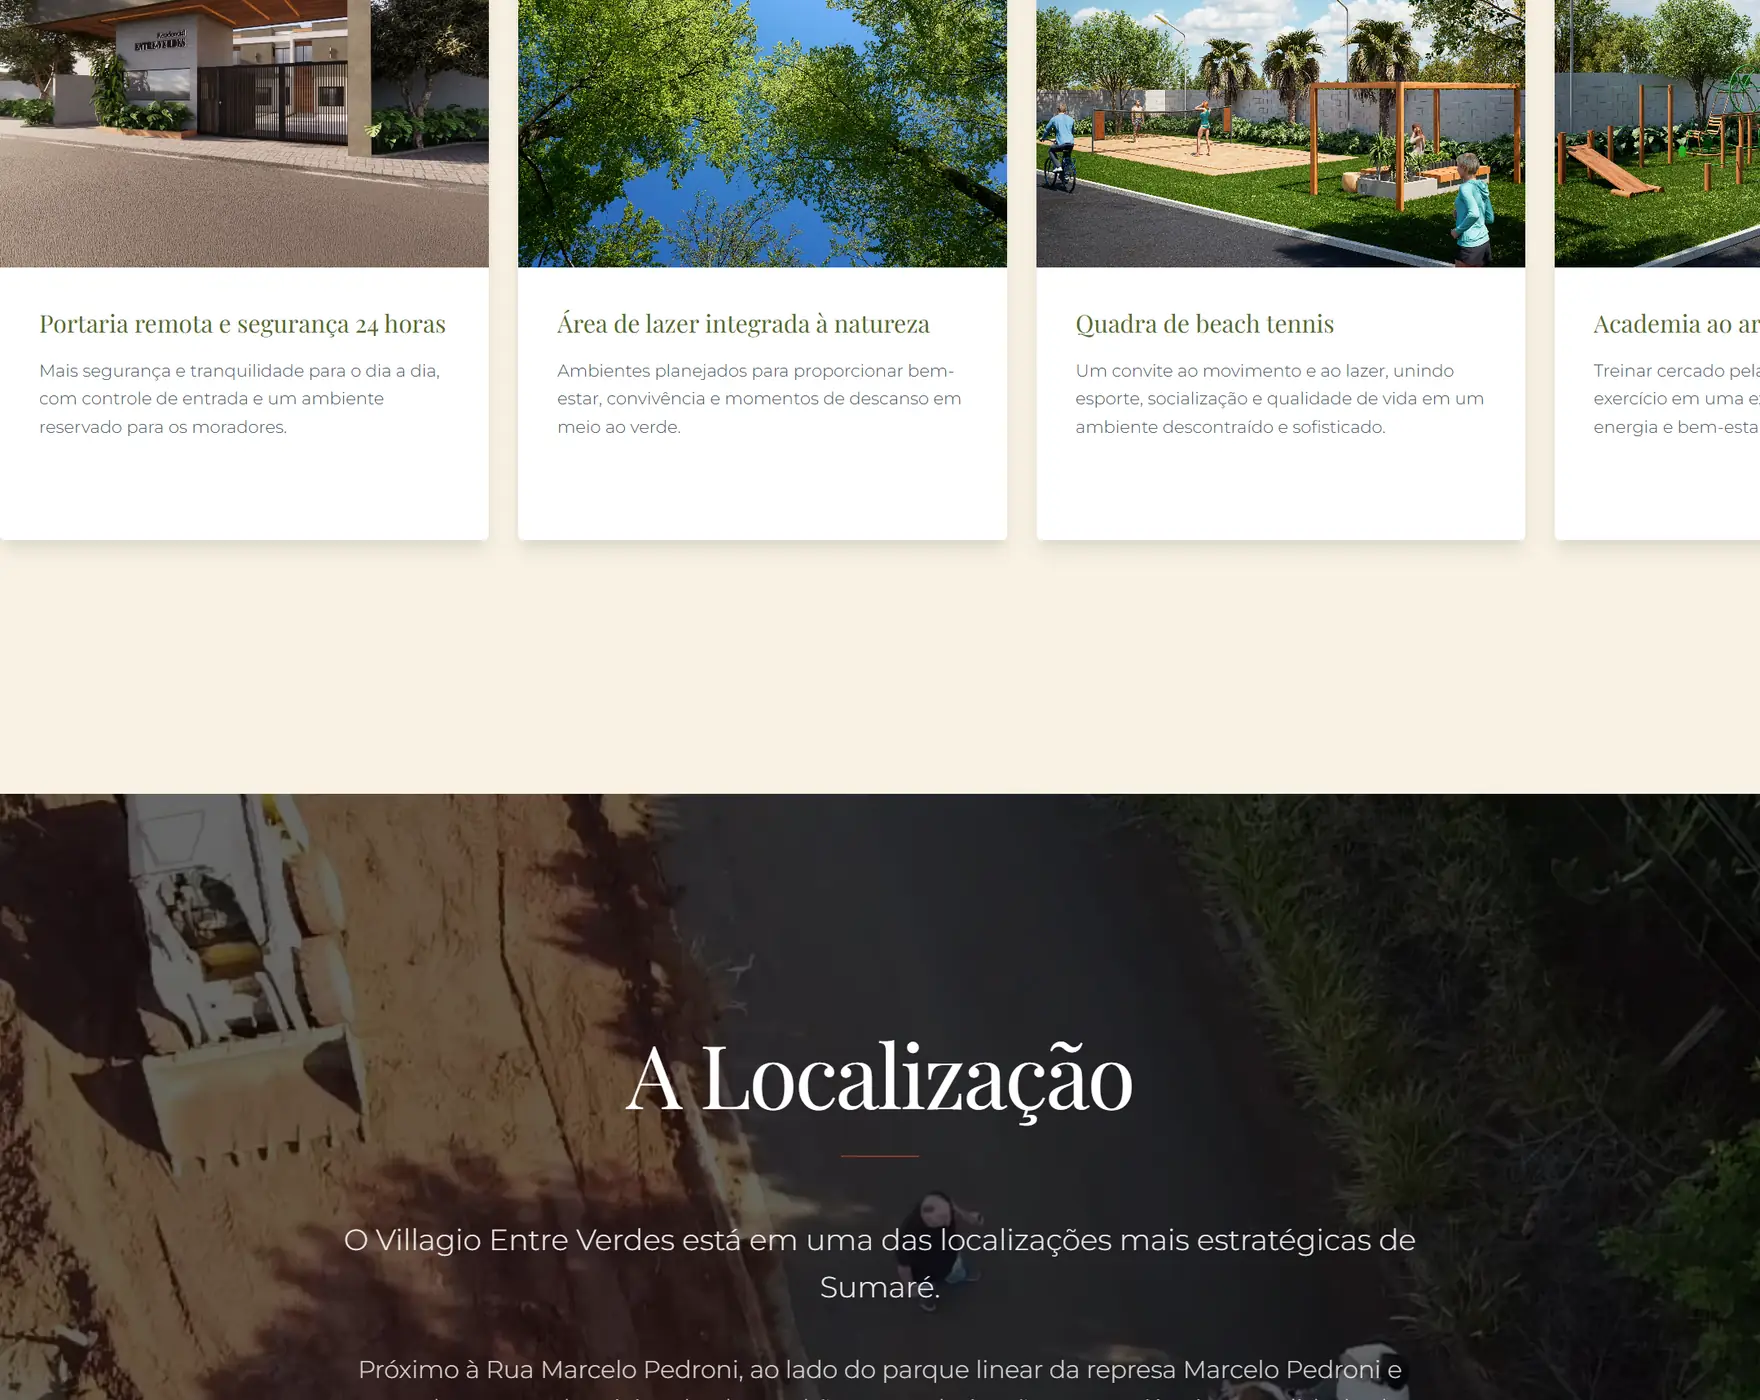 Residencial
ENTREVERDES
Portaria remota e segurança 24 horas
Mais segurança e tranquilidade para o dia a dia,
com controle de entrada e um ambiente
reservado para os moradores.
Área de lazer integrada à natureza
Ambientes planejados para proporcionar bem-
estar, convivência e momentos de descanso em
meio ao verde.
Quadra de beach tennis
Um convite ao movimento e ao lazer, unindo
esporte, socialização e qualidade de vida em um
ambiente descontraído e sofisticado.
Academia ao ar
Treinar cercado pela
exercício em uma ex
energia e bem-esta
A Localização
O Villagio Entre Verdes está em uma das localizações mais estratégicas de
Sumaré.
Próximo à Rua Marcelo Pedroni, ao lado do parque linear da represa Marcelo Pedroni e